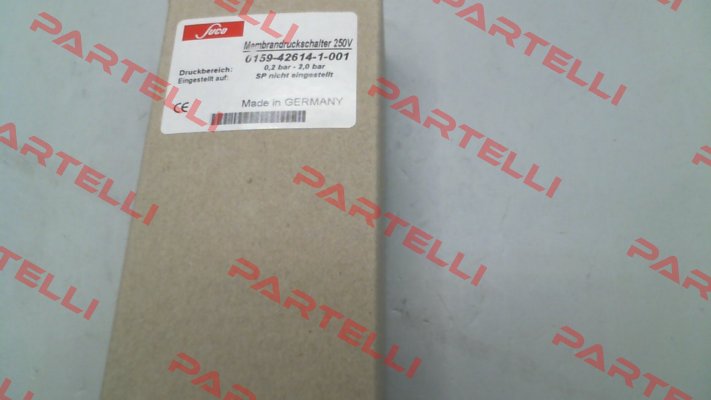 Suco
Membrandruckschalter 250V
0159-42614-1-001
Druckbereich: 0,2 bar - 2,0 bar
Eingestellt auf: SP nicht eingestellt
CE Made in GERMANY
PARTELLI
PARTELLI
PARTELLI
PARTELLI
PARTELLI
PARTELLI
PARTELLI
PARTELLI
PARTELLI